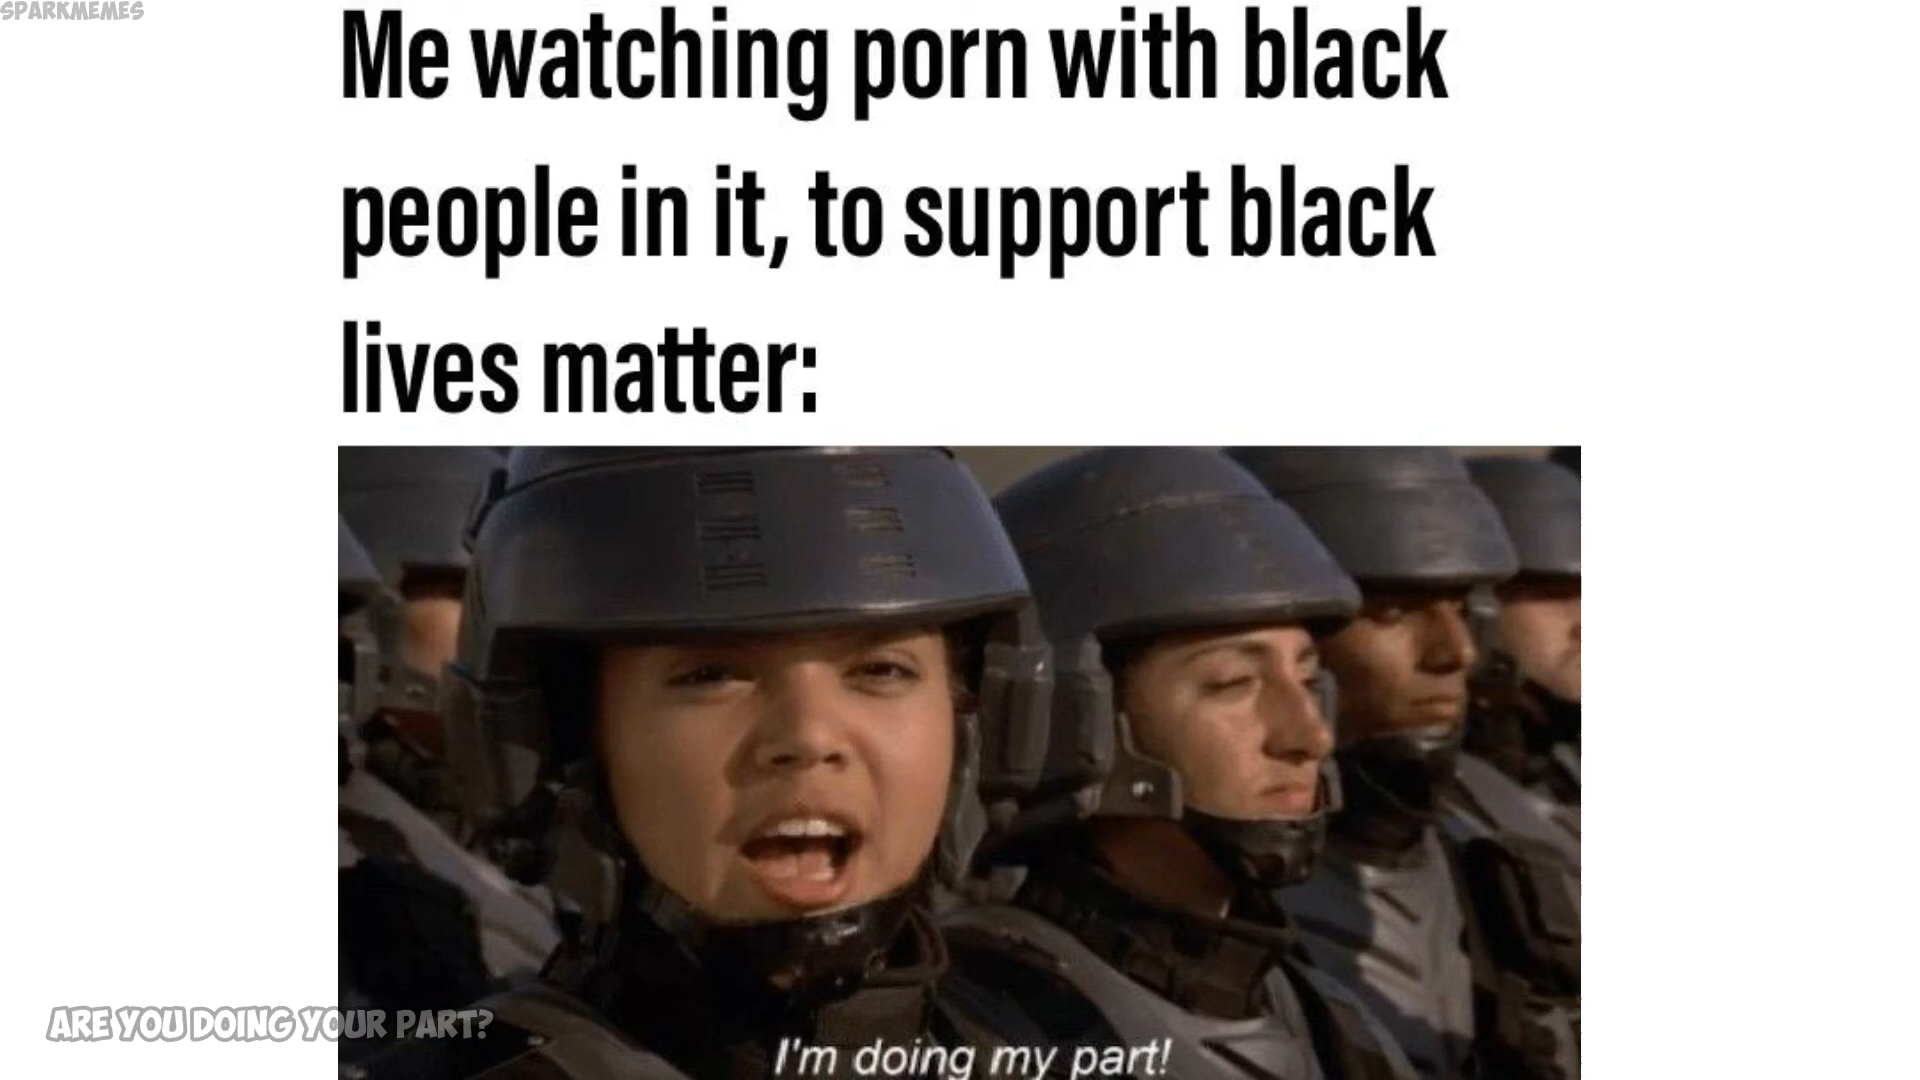 SPARKMEMES
Me watching porn with black
people in it, to support black
lives matter:
ARE YOU DOING YOUR PART?
I'm doing my part!